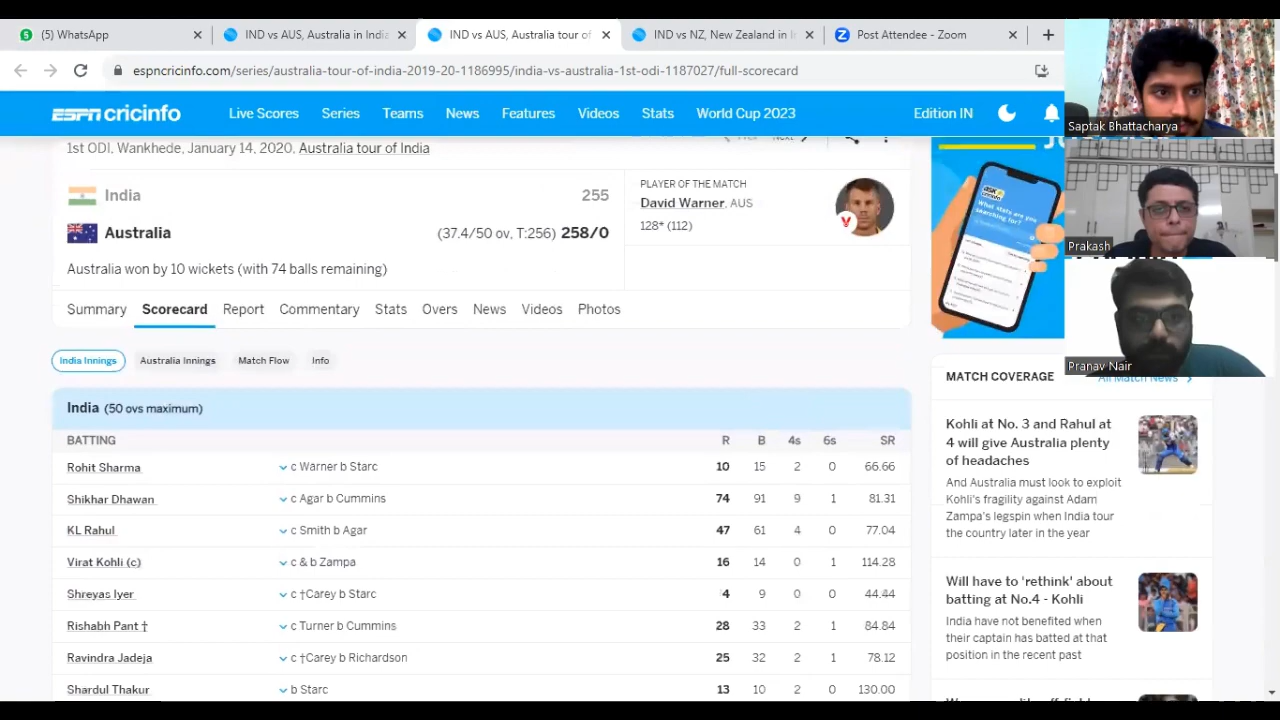 (5) WhatsApp
IND vs AUS, Australia in India
IND vs AUS, Australia tour of
IND vs NZ, New Zealand in I
Post Attendee - Zoom
espncricinfo.com/series/australia-tour-of-india-2019-20-1186995/india-vs-australia-1st-odi-1187027/full-scorecard
Saptak Bhattacharya
Prakash
Pranav Nair
ESPN cricinfo
Live Scores Series Teams News Features Videos Stats World Cup 2023 Edition IN
1st ODI, Wankhede, January 14, 2020, Australia tour of India
India 255
Australia (37.4/50 ov, T:256) 258/0
Australia won by 10 wickets (with 74 balls remaining)
PLAYER OF THE MATCH
David Warner, AUS
128* (112)
Summary Scorecard Report Commentary Stats Overs News Videos Photos
India Innings Australia Innings Match Flow Info
India (50 ovs maximum)
BATTING R B 4s 6s SR
Rohit Sharma c Warner b Starc 10 15 2 0 66.66
Shikhar Dhawan c Agar b Cummins 74 91 9 1 81.31
KL Rahul c Smith b Agar 47 61 4 0 77.04
Virat Kohli (c) c & b Zampa 16 14 0 1 114.28
Shreyas Iyer c †Carey b Starc 4 9 0 0 44.44
Rishabh Pant † c Turner b Cummins 28 33 2 1 84.84
Ravindra Jadeja c †Carey b Richardson 25 32 2 1 78.12
Shardul Thakur b Starc 13 10 2 0 130.00
What stats are you
searching for?
MATCH COVERAGE
All Match News
Kohli at No. 3 and Rahul at
4 will give Australia plenty
of headaches
And Australia must look to exploit
Kohli's fragility against Adam
Zampa's legspin when India tour
the country later in the year
Will have to 'rethink' about
batting at No.4 - Kohli
India have not benefited when
their captain has batted at that
position in the recent past